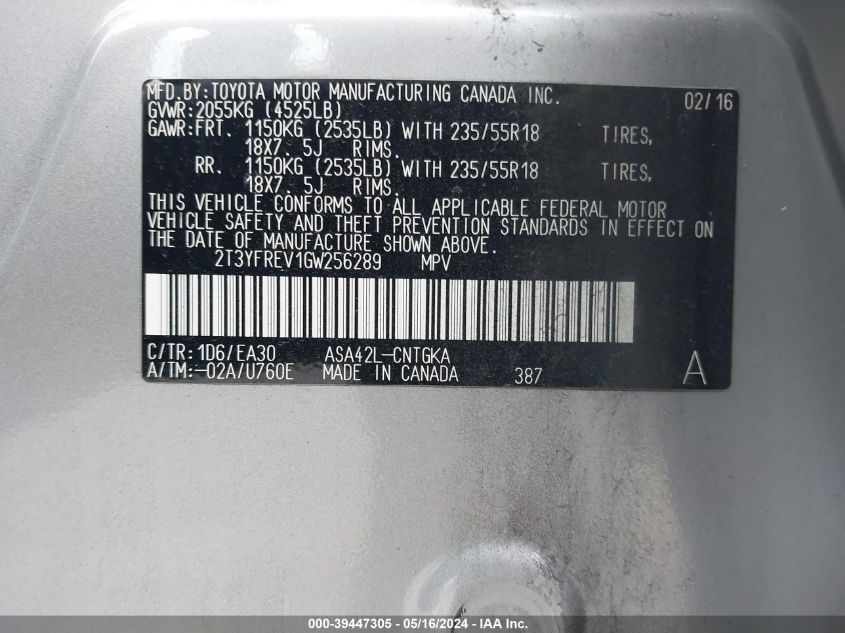 MFD.BY:TOYOTA MOTOR MANUFACTURING CANADA INC. 02/16
GVWR:2055KG (4525LB)
GAWR:FRT. 1150KG (2535LB) WITH 235/55R18 TIRES,
18X7. 5J RIMS.
RR. 1150KG (2535LB) WITH 235/55R18 TIRES,
18X7. 5J RIMS.
THIS VEHICLE CONFORMS TO ALL APPLICABLE FEDERAL MOTOR
VEHICLE SAFETY AND THEFT PREVENTION STANDARDS IN EFFECT ON
THE DATE OF MANUFACTURE SHOWN ABOVE.
2T3YFREV1GW256289 MPV
C/TR:1D6/EA30 ASA42L-CNTGKA
A/TM:-02A/U760E MADE IN CANADA 387 A
000-39447305 - 05/16/2024 - IAA Inc.